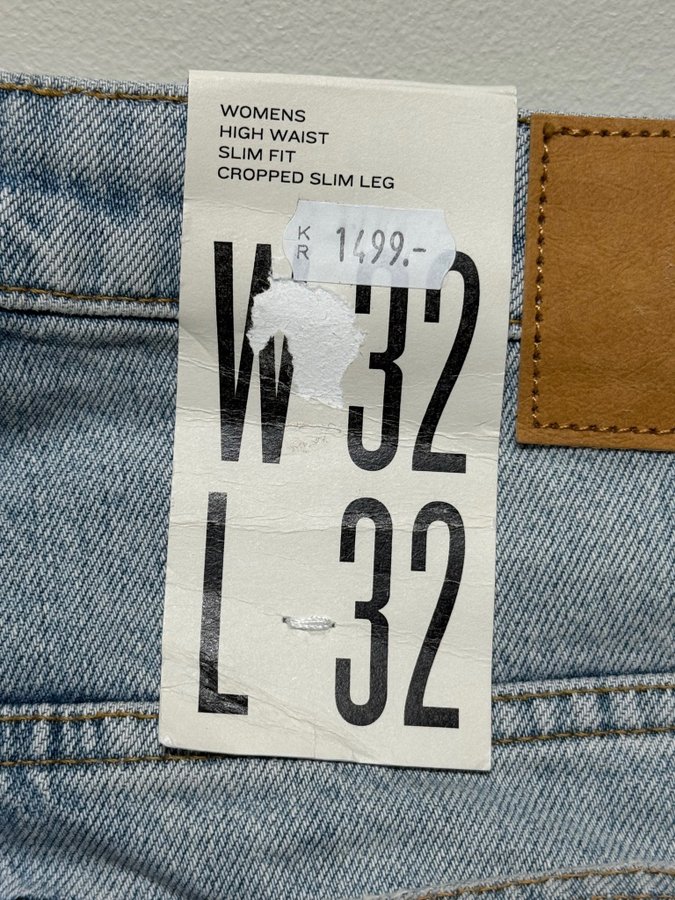 WOMENS
HIGH WAIST
SLIM FIT
CROPPED SLIM LEG
KR 1499.-
W 32
L 32